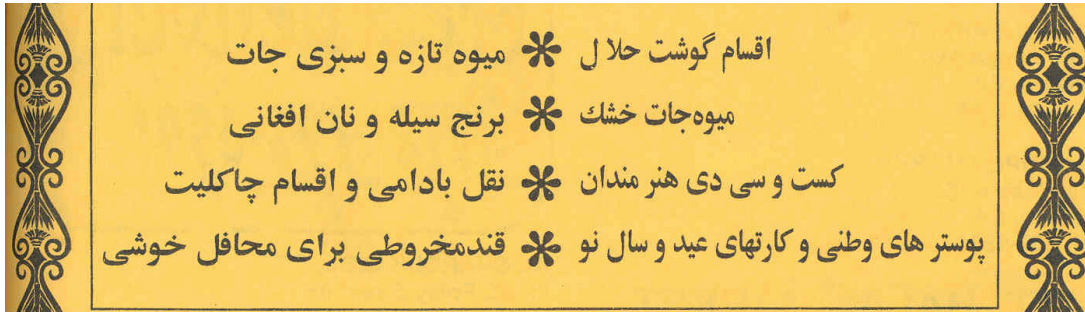 اقسام گوشت حلال ✻ میوه تازه و سبزی جات
میوه‌جات خشك ✻ برنج سیله و نان افغانی
کست و سی دی هنر مندان ✻ نقل بادامی و اقسام چاکلیت
پوستر های وطنی و کارتهای عید و سال نو ✻ قندمخروطی برای محافل خوشی